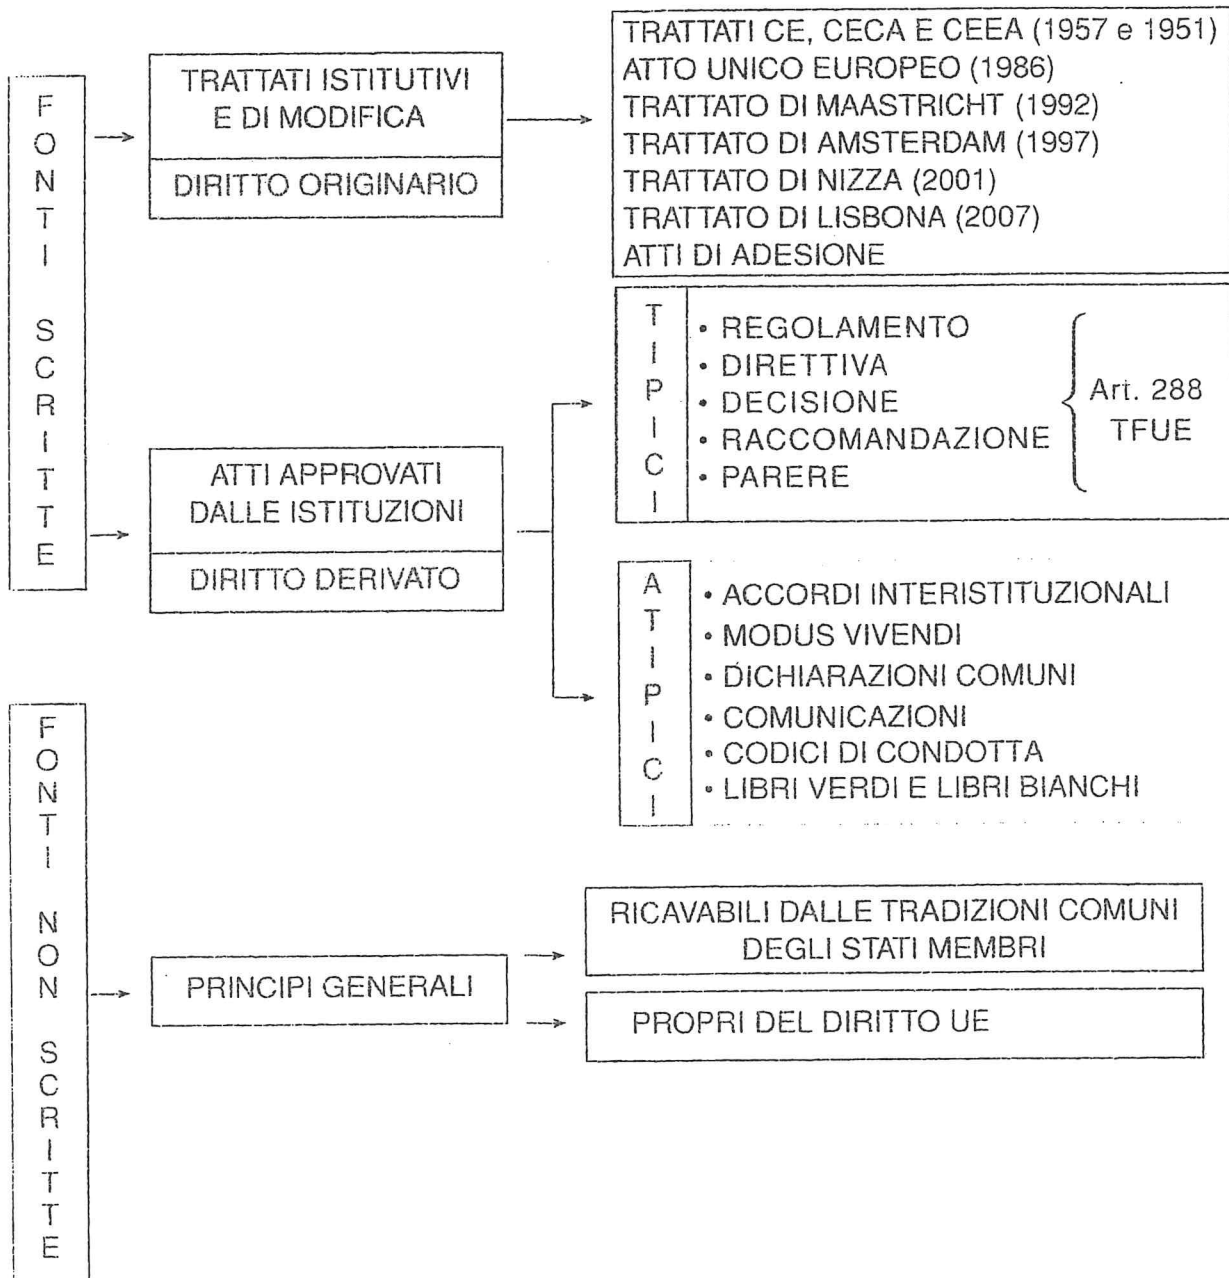 FONTI SCRITTE
TRATTATI ISTITUTIVI
E DI MODIFICA
DIRITTO ORIGINARIO
TRATTATI CE, CECA E CEEA (1957 e 1951)
ATTO UNICO EUROPEO (1986)
TRATTATO DI MAASTRICHT (1992)
TRATTATO DI AMSTERDAM (1997)
TRATTATO DI NIZZA (2001)
TRATTATO DI LISBONA (2007)
ATTI DI ADESIONE
ATTI APPROVATI
DALLE ISTITUZIONI
DIRITTO DERIVATO
TIPICI
• REGOLAMENTO
• DIRETTIVA
• DECISIONE
• RACCOMANDAZIONE
• PARERE
Art. 288
TFUE
ATIPICI
• ACCORDI INTERISTITUZIONALI
• MODUS VIVENDI
• DICHIARAZIONI COMUNI
• COMUNICAZIONI
• CODICI DI CONDOTTA
• LIBRI VERDI E LIBRI BIANCHI
FONTI NON SCRITTE
PRINCIPI GENERALI
RICAVABILI DALLE TRADIZIONI COMUNI
DEGLI STATI MEMBRI
PROPRI DEL DIRITTO UE